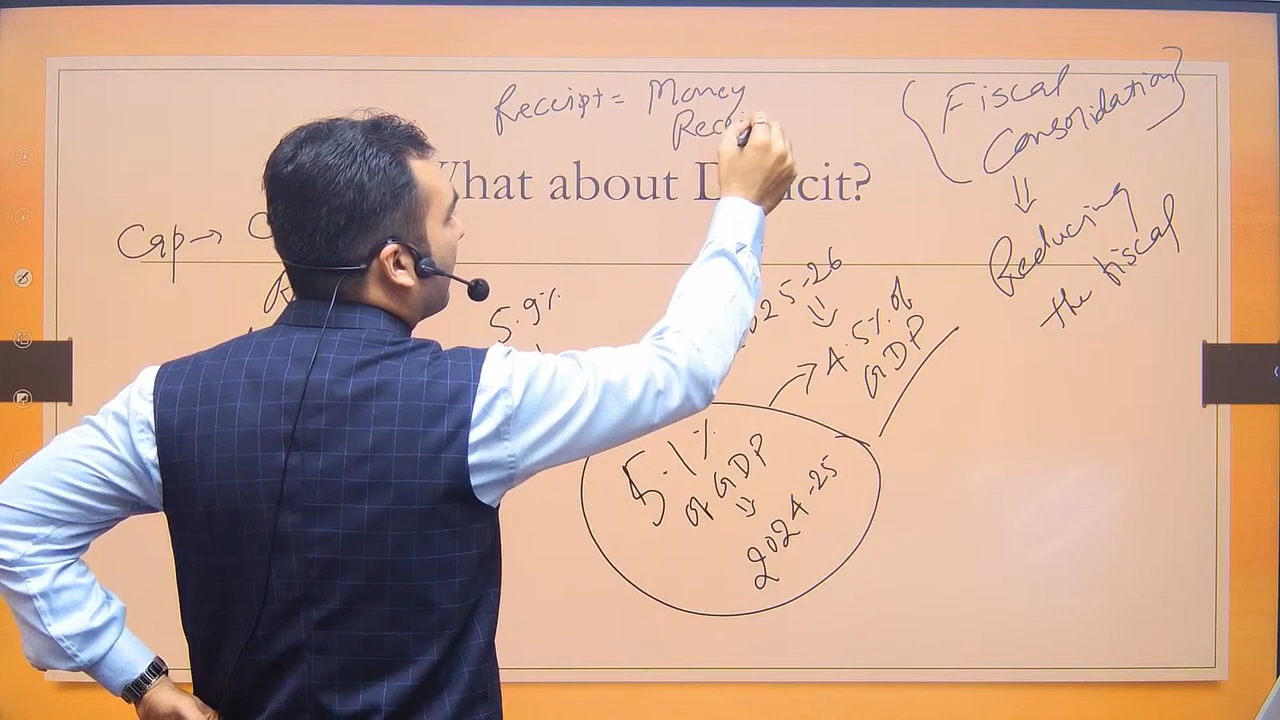 Receipt = Money
Rec
{Fiscal
Consolidation}
What about Deficit?
⇓
Reducing
the fiscal
Cap →
5.9%
2025-26
⇓
→ 4.5% of
GDP
5.1%
of GDP
⇓
2024-25